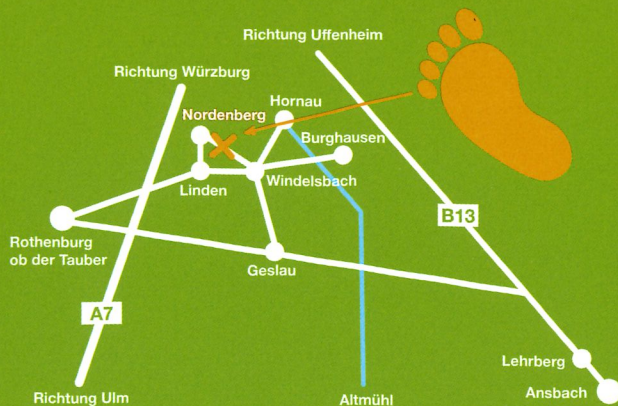 Richtung Uffenheim
Richtung Würzburg
Hornau
Nordenberg
Burghausen
Linden
Windelsbach
B13
Rothenburg
ob der Tauber
Geslau
A7
Lehrberg
Ansbach
Richtung Ulm
Altmühl